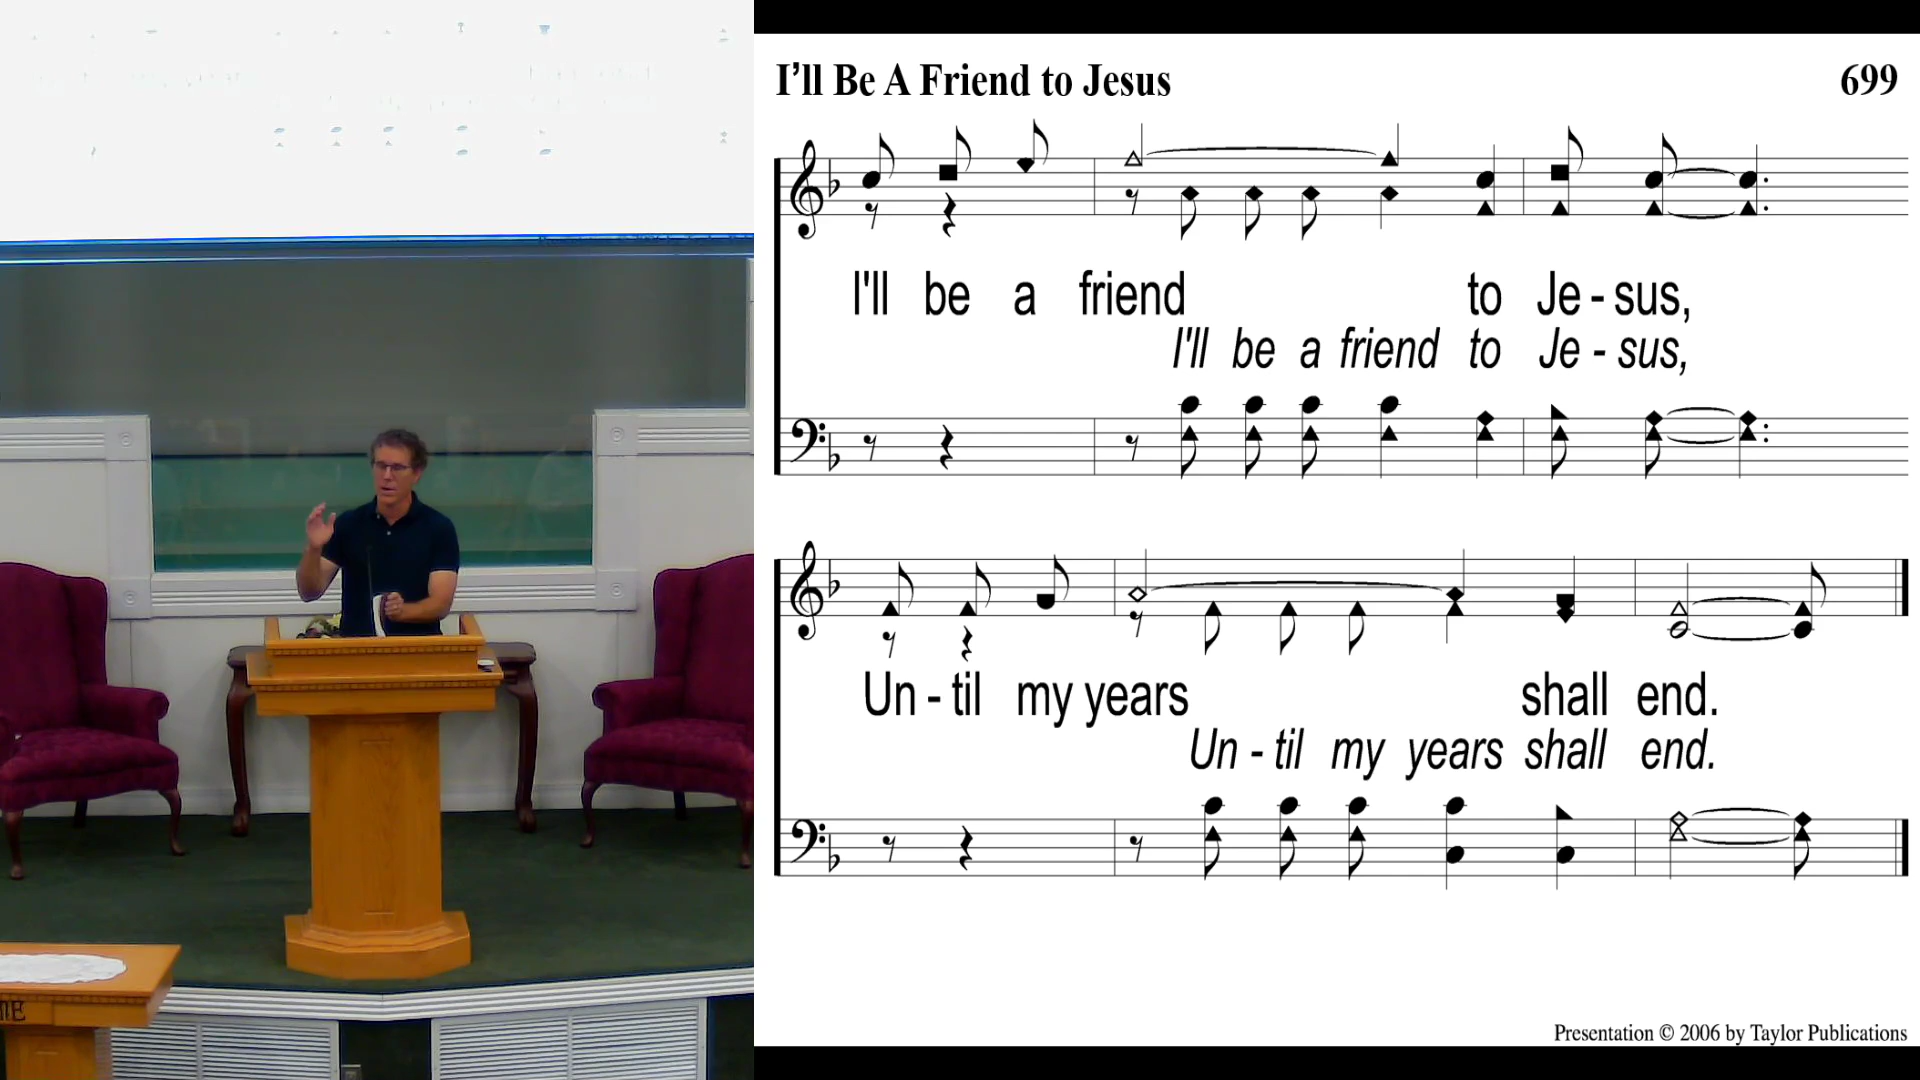 I’ll Be A Friend to Jesus
699
I'll be a friend to Je - sus,
I'll be a friend to Je - sus,
Un - til my years shall end.
Un - til my years shall end.
Presentation © 2006 by Taylor Publications